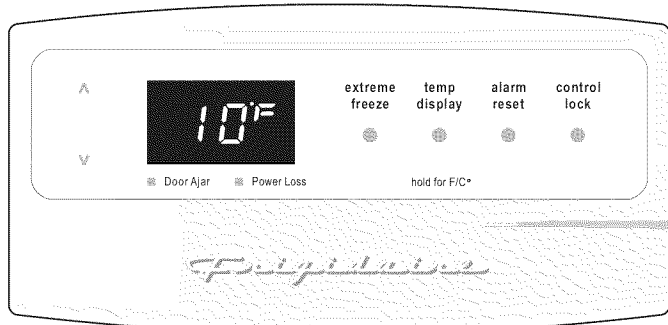 extreme freeze
temp display
alarm reset
control lock
10°F
Door Ajar
Power Loss
hold for F/C°
Frigidaire